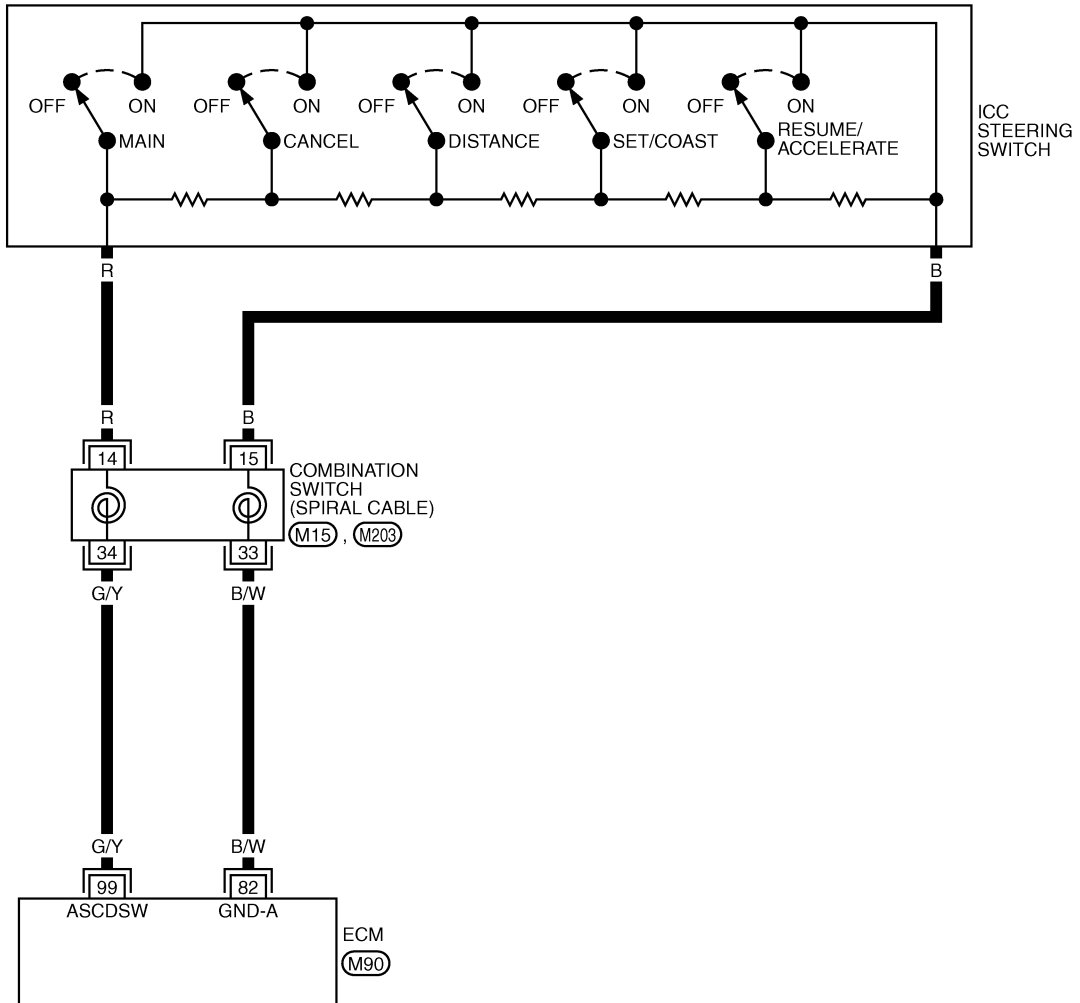 OFF ON OFF ON OFF ON OFF ON OFF ON
MAIN CANCEL DISTANCE SET/COAST RESUME/
ACCELERATE
ICC
STEERING
SWITCH
R B
R B
14 15
COMBINATION
SWITCH
(SPIRAL CABLE)
M15 , M203
34 33
G/Y B/W
G/Y B/W
99 82
ASCDSW GND-A
ECM
M90